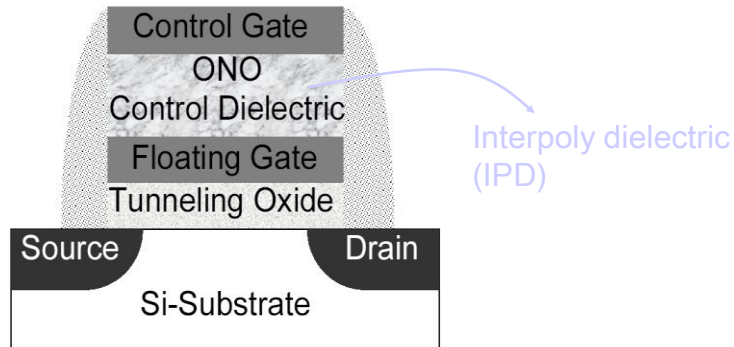 Control Gate
ONO
Control Dielectric
Interpoly dielectric
(IPD)
Floating Gate
Tunneling Oxide
Source
Drain
Si-Substrate